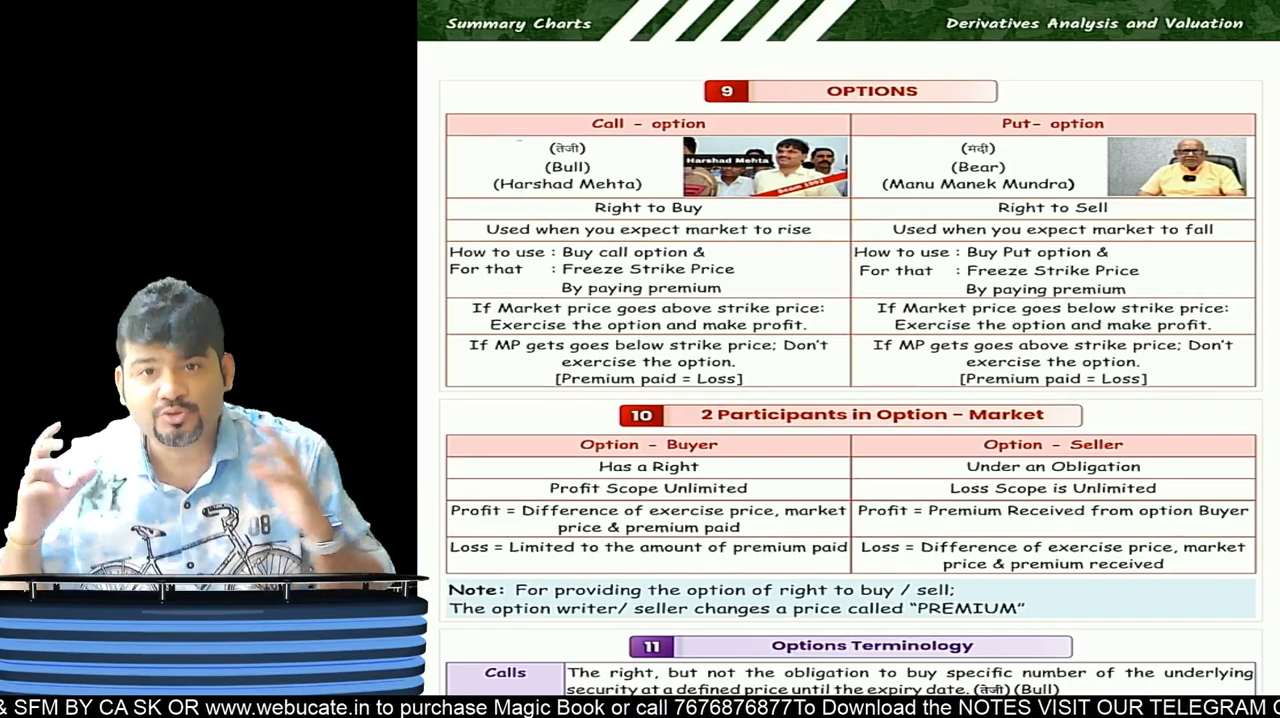 Summary Charts
Derivatives Analysis and Valuation
9 OPTIONS
Call - option
Put- option
(तेजी)
(Bull)
(Harshad Mehta)
Harshad Mehta
Scam 1992
(मंदी)
(Bear)
(Manu Manek Mundra)
Right to Buy
Right to Sell
Used when you expect market to rise
Used when you expect market to fall
How to use : Buy call option &
For that : Freeze Strike Price
By paying premium
How to use : Buy Put option &
For that : Freeze Strike Price
By paying premium
If Market price goes above strike price:
Exercise the option and make profit.
If Market price goes below strike price:
Exercise the option and make profit.
If MP gets goes below strike price; Don't
exercise the option.
[Premium paid = Loss]
If MP gets goes above strike price; Don't
exercise the option.
[Premium paid = Loss]
10 2 Participants in Option - Market
Option - Buyer
Option - Seller
Has a Right
Under an Obligation
Profit Scope Unlimited
Loss Scope is Unlimited
Profit = Difference of exercise price, market
price & premium paid
Profit = Premium Received from option Buyer
Loss = Limited to the amount of premium paid
Loss = Difference of exercise price, market
price & premium received
Note: For providing the option of right to buy / sell;
The option writer/ seller changes a price called "PREMIUM"
11 Options Terminology
Calls
The right, but not the obligation to buy specific number of the underlying
security at a defined price until the expiry date. (तेजी) (Bull)
08
& SFM BY CA SK OR www.webucate.in to purchase Magic Book or call 7676876877To Download the NOTES VISIT OUR TELEGRAM